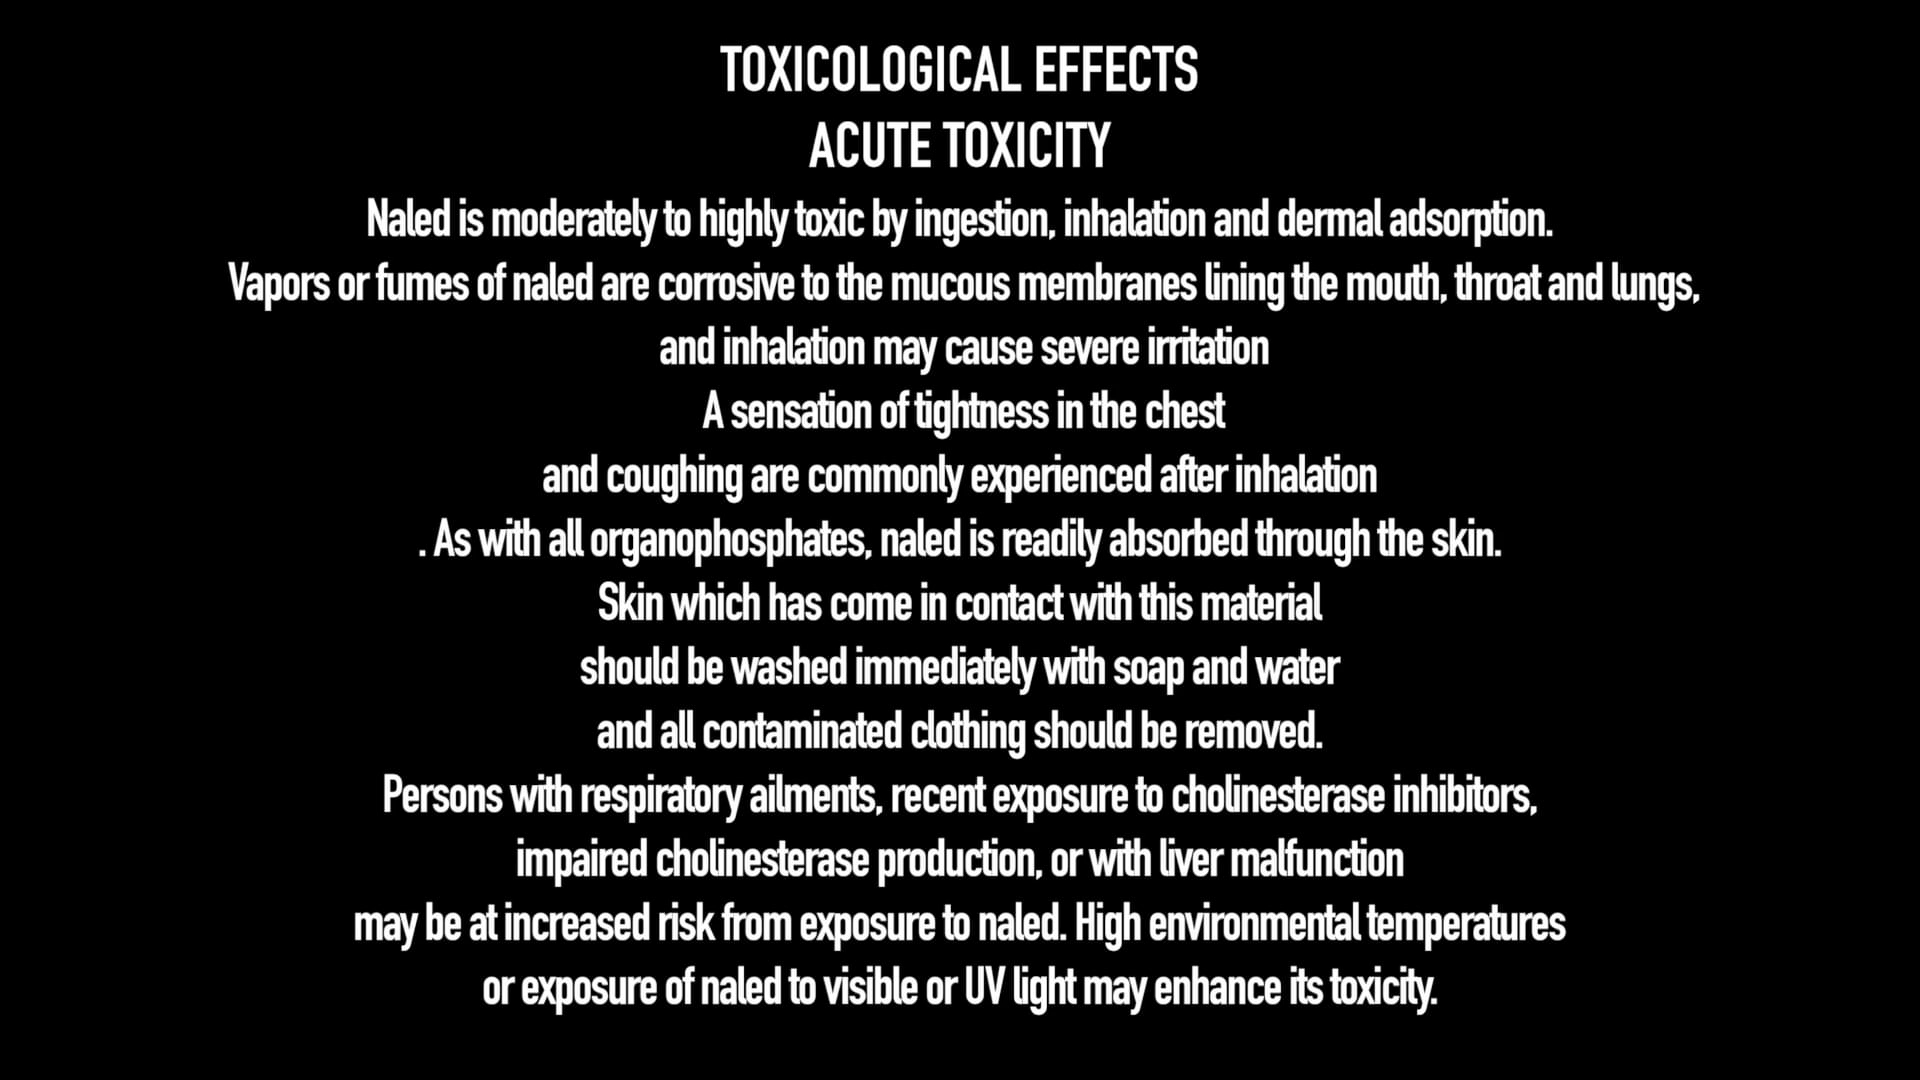 TOXICOLOGICAL EFFECTS
ACUTE TOXICITY
Naled is moderately to highly toxic by ingestion, inhalation and dermal adsorption.
Vapors or fumes of naled are corrosive to the mucous membranes lining the mouth, throat and lungs,
and inhalation may cause severe irritation
A sensation of tightness in the chest
and coughing are commonly experienced after inhalation
. As with all organophosphates, naled is readily absorbed through the skin.
Skin which has come in contact with this material
should be washed immediately with soap and water
and all contaminated clothing should be removed.
Persons with respiratory ailments, recent exposure to cholinesterase inhibitors,
impaired cholinesterase production, or with liver malfunction
may be at increased risk from exposure to naled. High environmental temperatures
or exposure of naled to visible or UV light may enhance its toxicity.